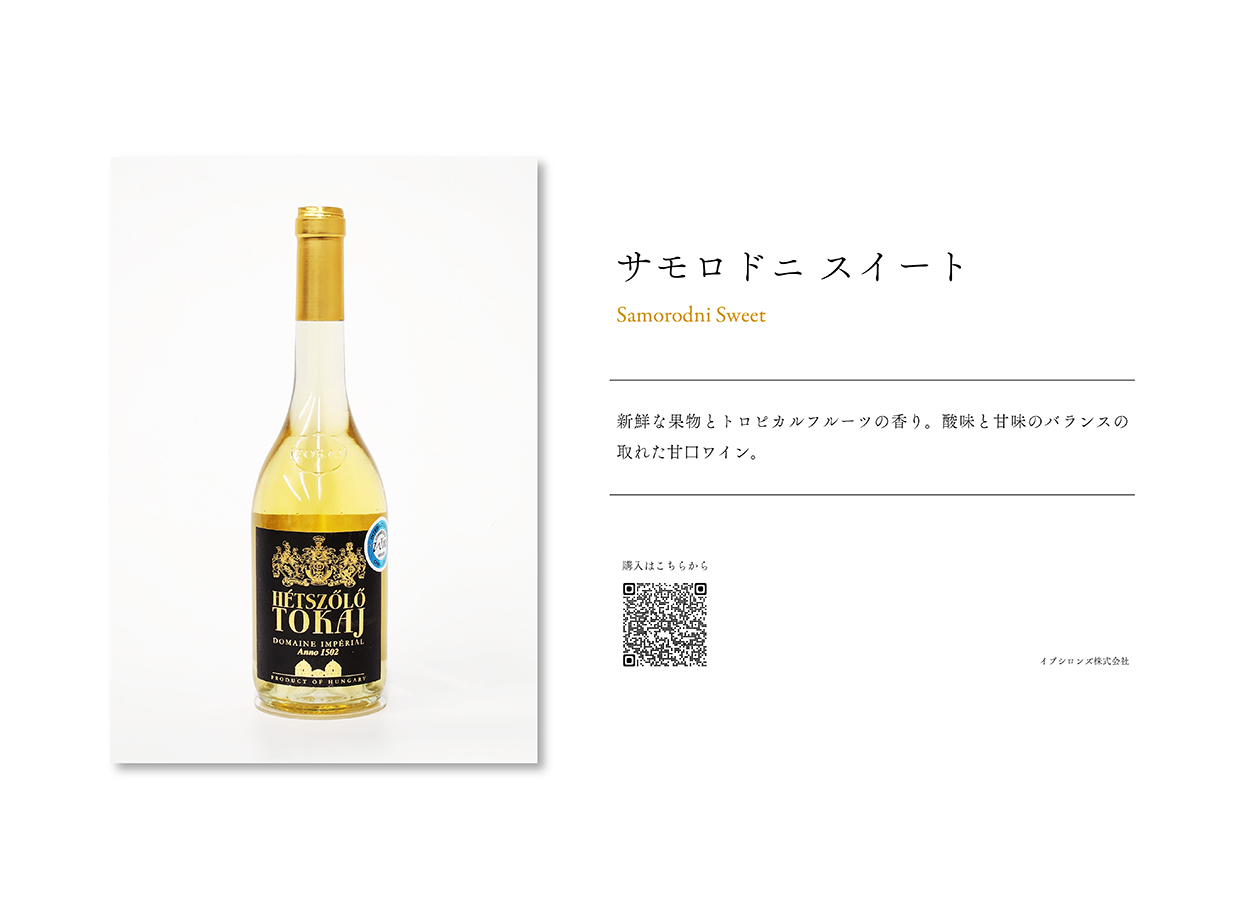 サモロドニ スイート
Samorodni Sweet
新鮮な果物とトロピカルフルーツの香り。酸味と甘味のバランスの
取れた甘口ワイン。
購入はこちらから
イプシロンズ株式会社
TOKAJ
HÉTSZŐLŐ
TOKAJ
DOMAINE IMPÉRIAL
Anno 1502
PRODUCT OF HUNGARY